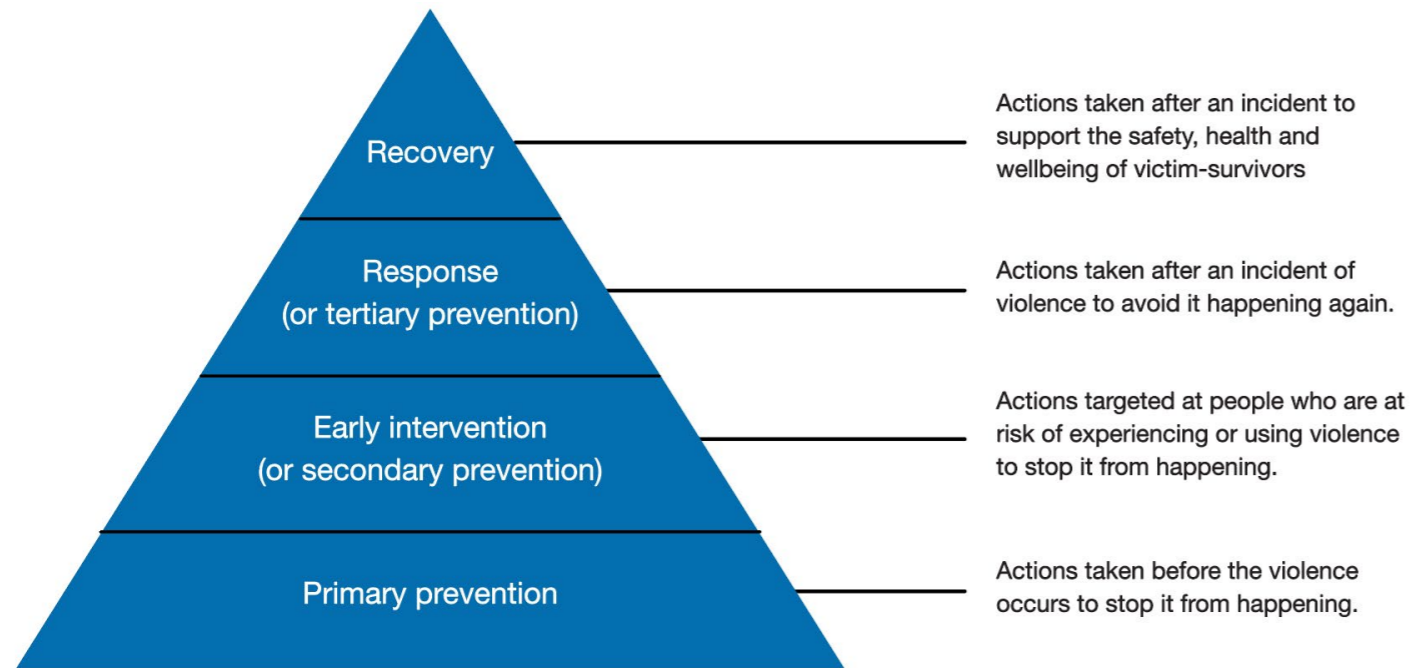 Recovery
Actions taken after an incident to
support the safety, health and
wellbeing of victim-survivors
Response
(or tertiary prevention)
Actions taken after an incident of
violence to avoid it happening again.
Early intervention
(or secondary prevention)
Actions targeted at people who are at
risk of experiencing or using violence
to stop it from happening.
Primary prevention
Actions taken before the violence
occurs to stop it from happening.